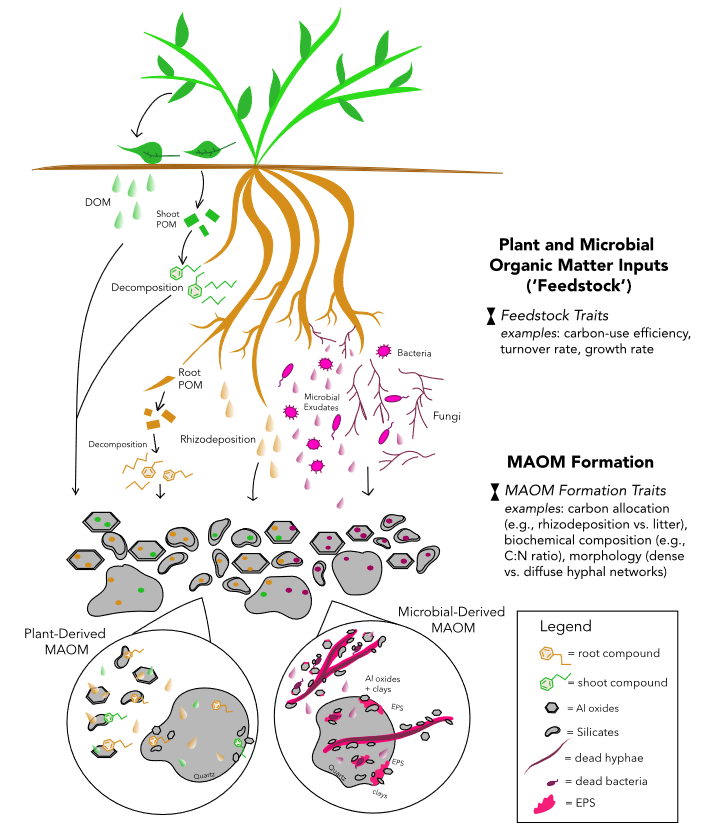 DOM
Shoot
POM
Decomposition
Root
POM
Decomposition
Rhizodeposition
Microbial
Exudates
Bacteria
Fungi
Plant and Microbial
Organic Matter Inputs
(‘Feedstock’)
Feedstock Traits
examples: carbon-use efficiency,
turnover rate, growth rate
MAOM Formation
MAOM Formation Traits
examples: carbon allocation
(e.g., rhizodeposition vs. litter),
biochemical composition (e.g.,
C:N ratio), morphology (dense
vs. diffuse hyphal networks)
Plant-Derived
MAOM
Quartz
Microbial-Derived
MAOM
Al oxides
+ clays
EPS
EPS
Quartz
clays
Legend
= root compound
= shoot compound
= Al oxides
= Silicates
= dead hyphae
= dead bacteria
= EPS